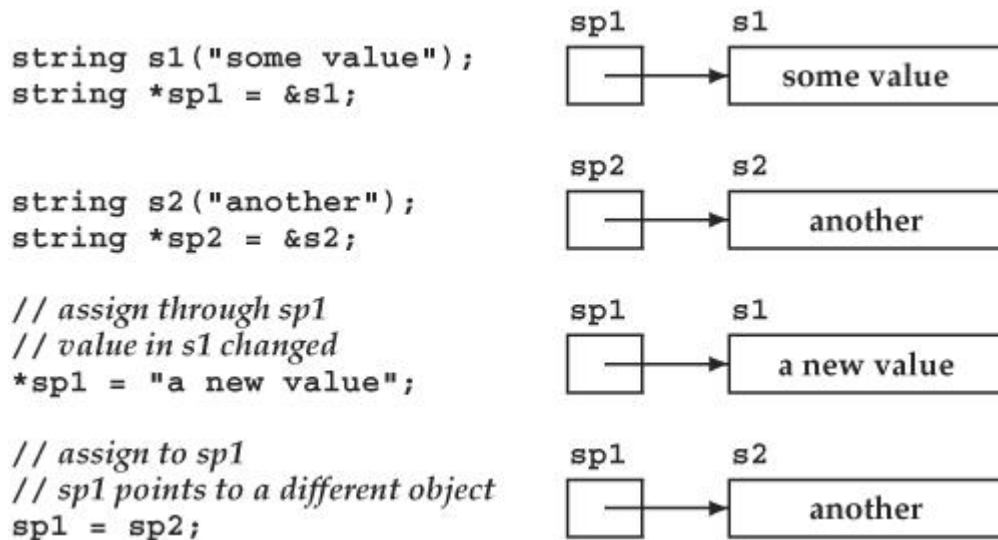 sp1 s1
string s1("some value");
string *sp1 = &s1;
some value
sp2 s2
string s2("another");
string *sp2 = &s2;
another
// assign through sp1
// value in s1 changed
*sp1 = "a new value";
sp1 s1
a new value
// assign to sp1
// sp1 points to a different object
sp1 = sp2;
sp1 s2
another